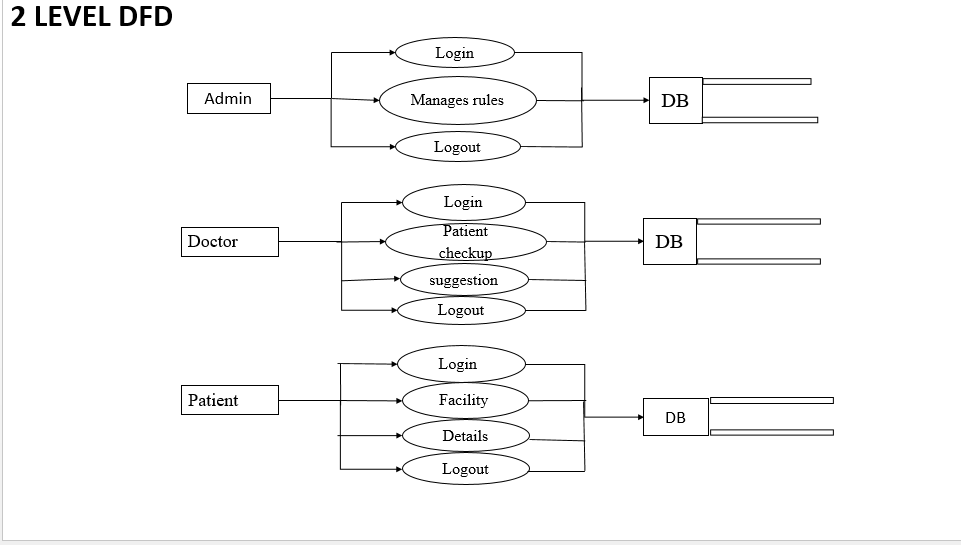 2 LEVEL DFD
Login
Admin
Manages rules
DB
Logout
Login
Doctor
Patient
checkup
DB
suggestion
Logout
Login
Patient
Facility
DB
Details
Logout